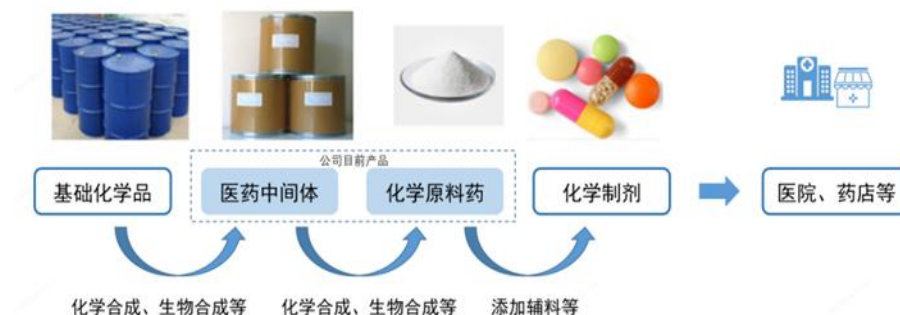 公司目前产品
基础化学品
医药中间体
化学原料药
化学制剂
医院、药店等
化学合成、生物合成等
化学合成、生物合成等
添加辅料等